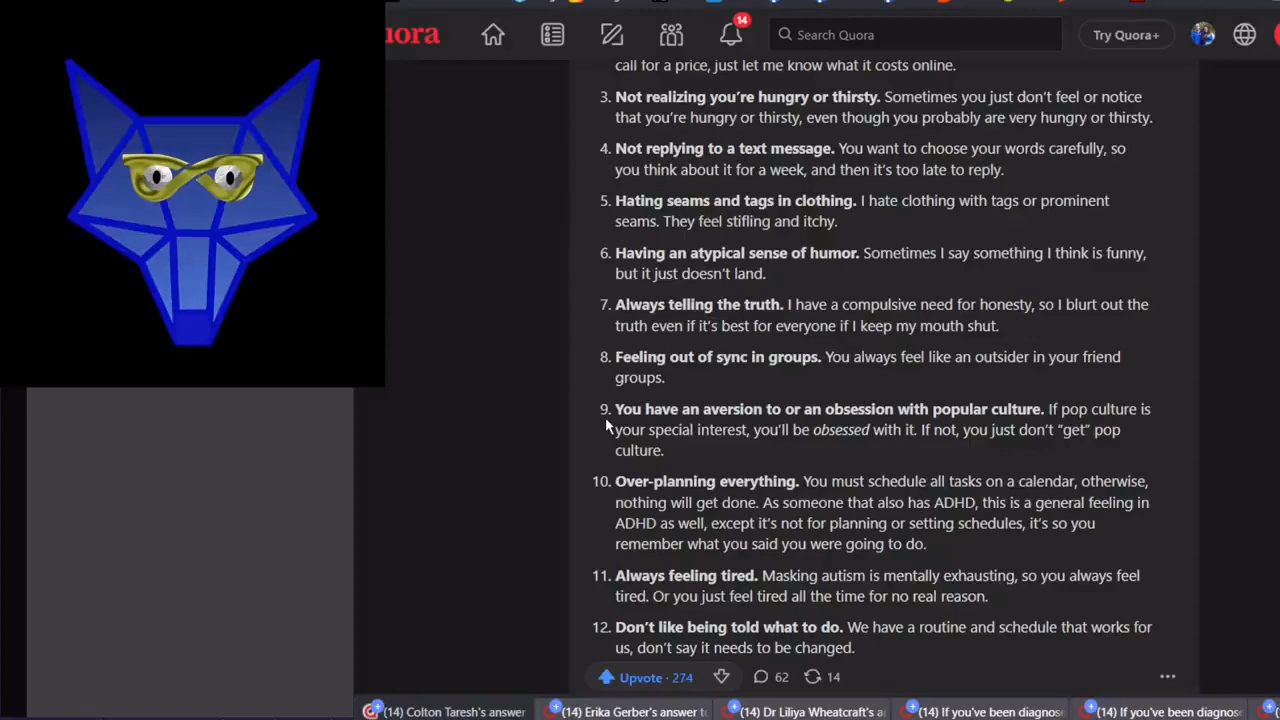 uora
14
Search Quora
Try Quora+
call for a price, just let me know what it costs online.
3. Not realizing you're hungry or thirsty. Sometimes you just don't feel or notice
that you're hungry or thirsty, even though you probably are very hungry or thirsty.
4. Not replying to a text message. You want to choose your words carefully, so
you think about it for a week, and then it's too late to reply.
5. Hating seams and tags in clothing. I hate clothing with tags or prominent
seams. They feel stifling and itchy.
6. Having an atypical sense of humor. Sometimes I say something I think is funny,
but it just doesn't land.
7. Always telling the truth. I have a compulsive need for honesty, so I blurt out the
truth even if it's best for everyone if I keep my mouth shut.
8. Feeling out of sync in groups. You always feel like an outsider in your friend
groups.
9. You have an aversion to or an obsession with popular culture. If pop culture is
your special interest, you'll be obsessed with it. If not, you just don't "get" pop
culture.
10. Over-planning everything. You must schedule all tasks on a calendar, otherwise,
nothing will get done. As someone that also has ADHD, this is a general feeling in
ADHD as well, except it's not for planning or setting schedules, it's so you
remember what you said you were going to do.
11. Always feeling tired. Masking autism is mentally exhausting, so you always feel
tired. Or you just feel tired all the time for no real reason.
12. Don't like being told what to do. We have a routine and schedule that works for
us, don't say it needs to be changed.
Upvote · 274
62
14
(14) Colton Taresh's answer
(14) Erika Gerber's answer to
(14) Dr Liliya Wheatcraft's a
(14) If you've been diagnose
(14) If you've been diagnos